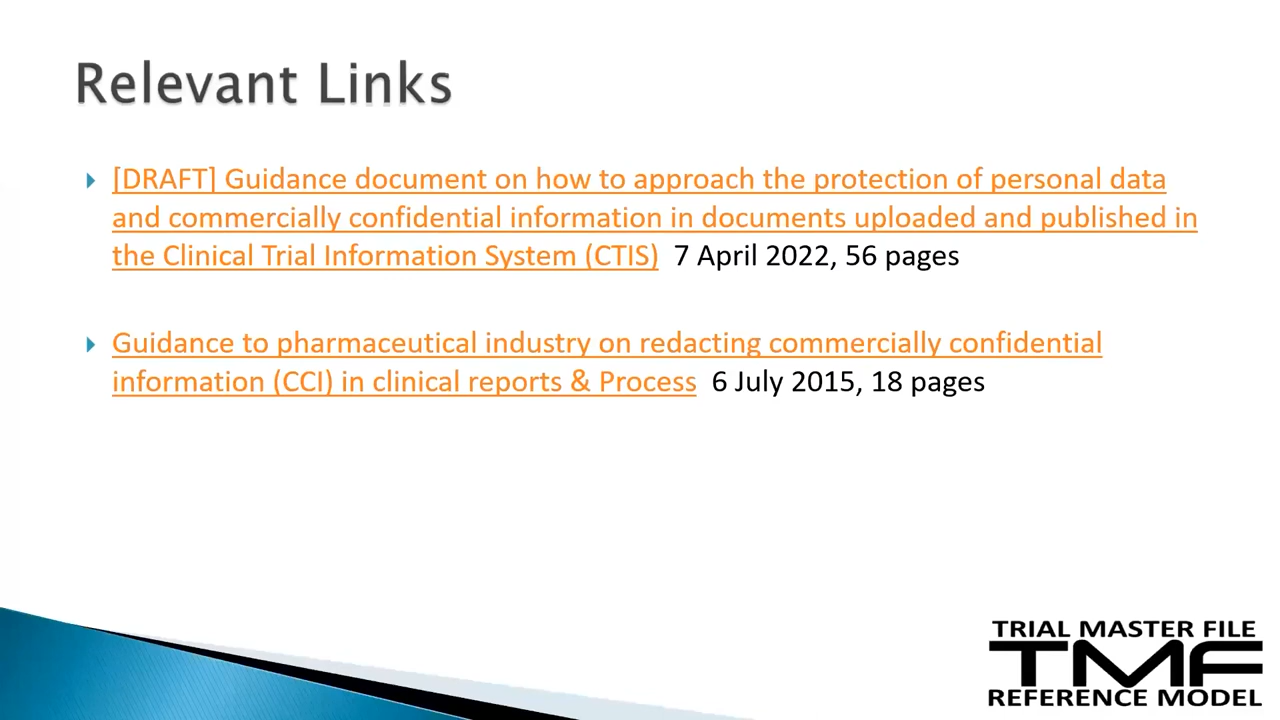 Relevant Links
[DRAFT] Guidance document on how to approach the protection of personal data
and commercially confidential information in documents uploaded and published in
the Clinical Trial Information System (CTIS) 7 April 2022, 56 pages
Guidance to pharmaceutical industry on redacting commercially confidential
information (CCI) in clinical reports & Process 6 July 2015, 18 pages
TRIAL MASTER FILE
TMF
REFERENCE MODEL